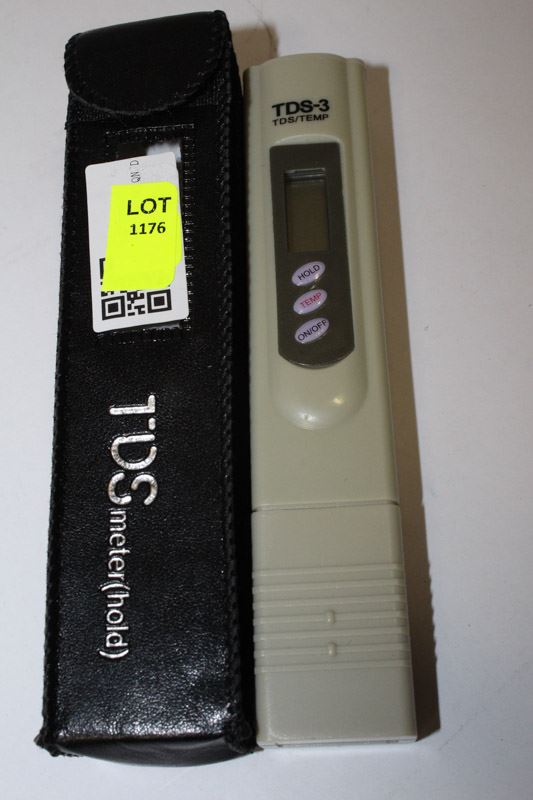 LOT
1176
TDS meter(hold)
TDS-3
TDS/TEMP
HOLD
TEMP
ON/OFF